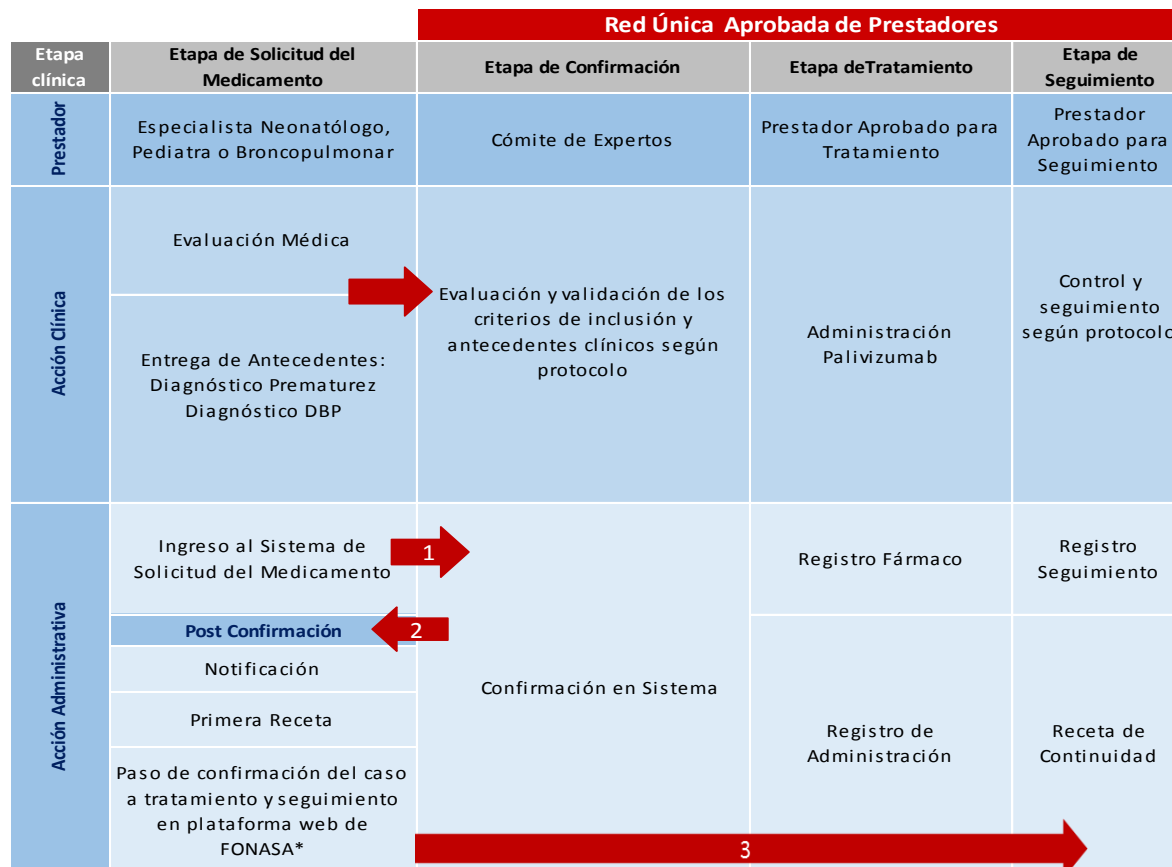 Red Única Aprobada de Prestadores
Etapa
clínica
Etapa de Solicitud del
Medicamento
Etapa de Confirmación
Etapa deTratamiento
Etapa de
Seguimiento
Prestador
Especialista Neonatólogo,
Pediatra o Broncopulmonar
Cómite de Expertos
Prestador Aprobado para
Tratamiento
Prestador
Aprobado para
Seguimiento
Acción Clínica
Evaluación Médica
Entrega de Antecedentes:
Diagnóstico Prematurez
Diagnóstico DBP
Evaluación y validación de los
criterios de inclusión y
antecedentes clínicos según
protocolo
Administración
Palivizumab
Control y
seguimiento
según protocolo
Acción Administrativa
Ingreso al Sistema de
Solicitud del Medicamento
1
Registro Fármaco
Registro
Seguimiento
Post Confirmación
2
Notificación
Primera Receta
Paso de confirmación del caso
a tratamiento y seguimiento
en plataforma web de
FONASA*
Confirmación en Sistema
Registro de
Administración
Receta de
Continuidad
3